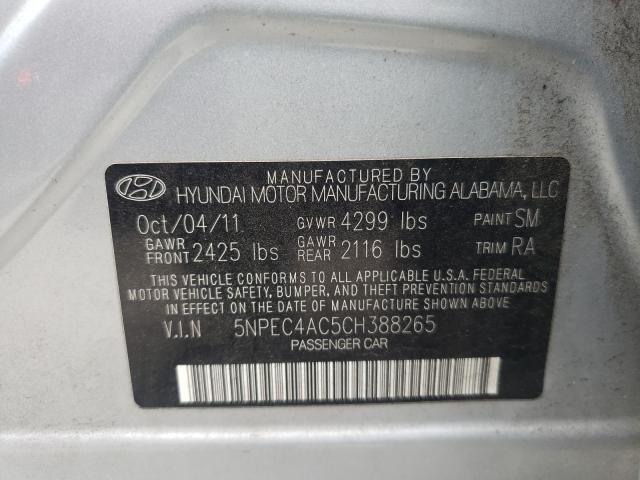 MANUFACTURED BY
HYUNDAI MOTOR MANUFACTURING ALABAMA, LLC
Oct/04/11 GVWR 4299 lbs PAINT SM
GAWR FRONT 2425 lbs GAWR REAR 2116 lbs TRIM RA
THIS VEHICLE CONFORMS TO ALL APPLICABLE U.S.A. FEDERAL
MOTOR VEHICLE SAFETY, BUMPER, AND THEFT PREVENTION STANDARDS
IN EFFECT ON THE DATE OF MANUFACTURE SHOWN ABOVE
V.I.N 5NPEC4AC5CH388265
PASSENGER CAR